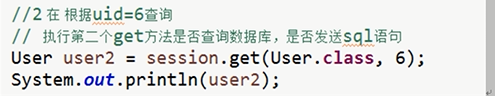 //2 在 根据uid=6查询
// 执行第二个get方法是否查询数据库，是否发送sql语句
User user2 = session.get(User.class, 6);
System.out.println(user2);